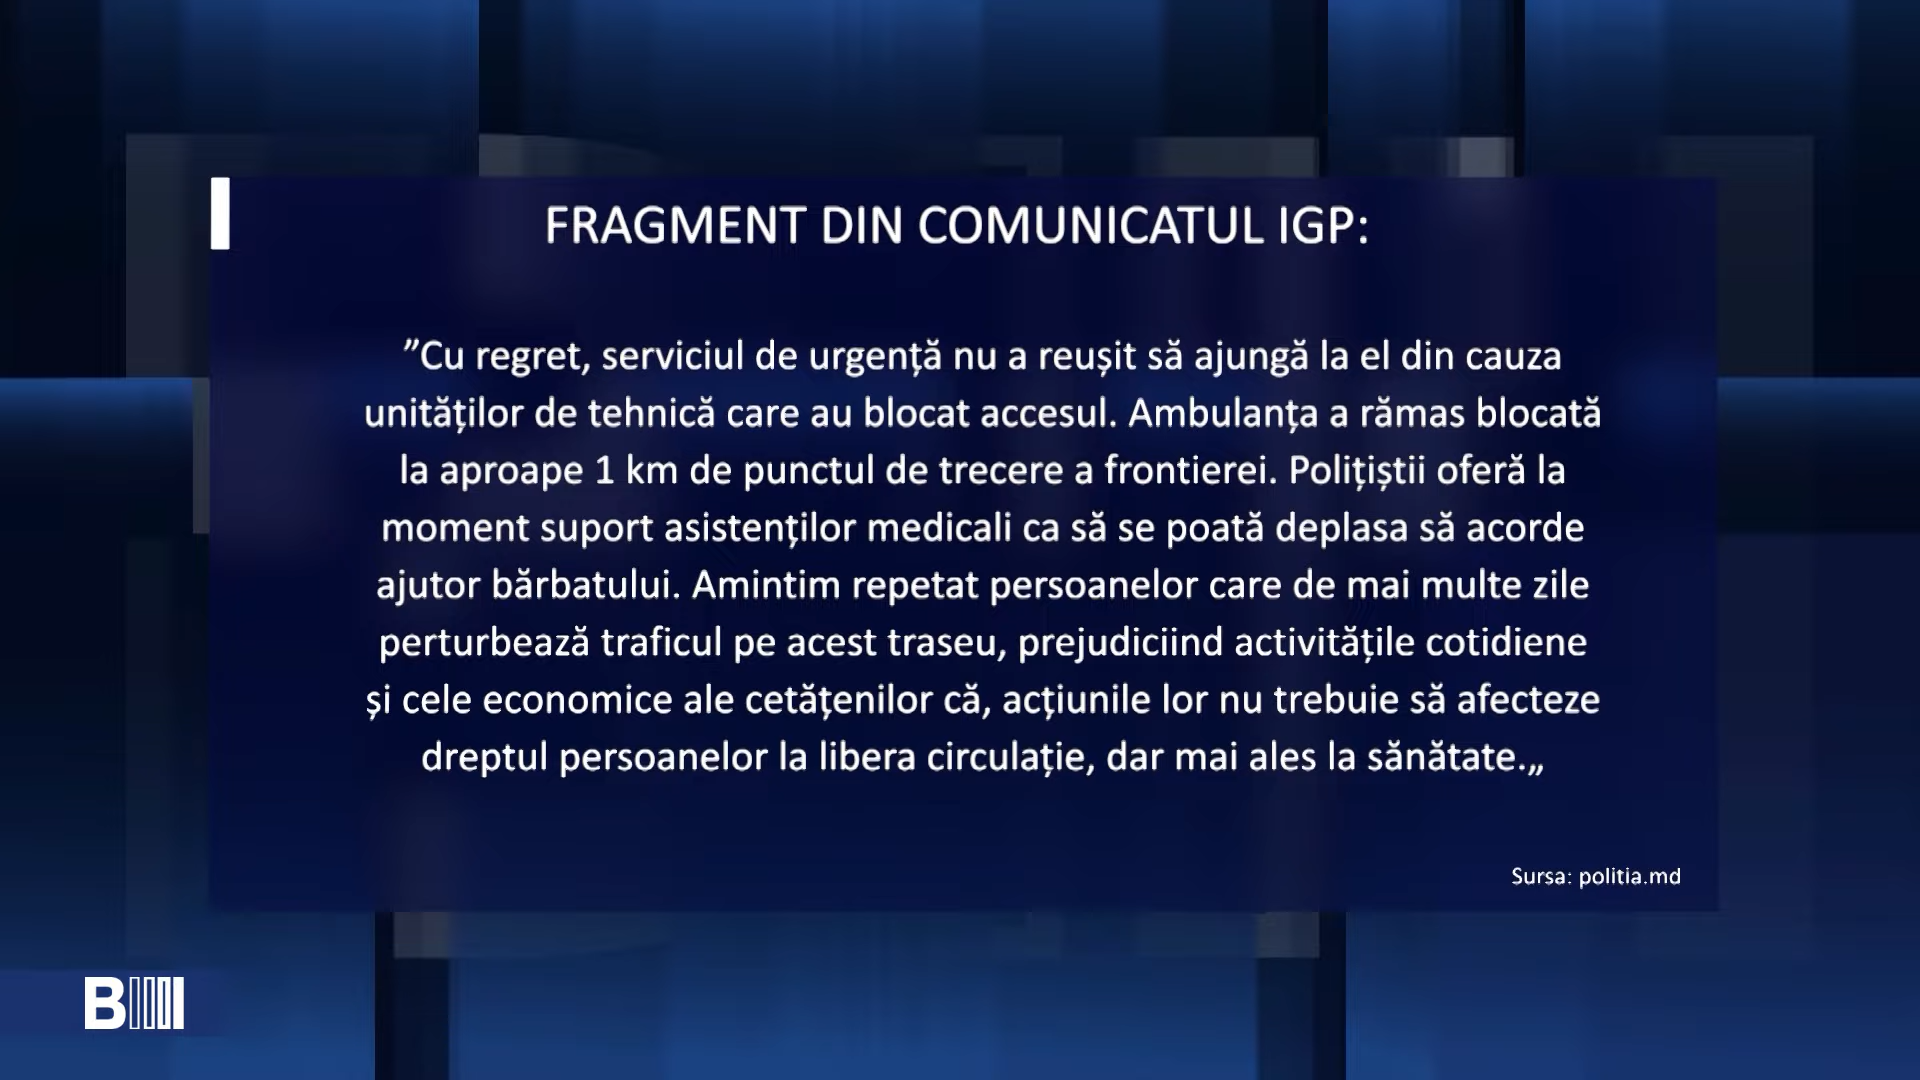 FRAGMENT DIN COMUNICATUL IGP:
”Cu regret, serviciul de urgență nu a reușit să ajungă la el din cauza
unităților de tehnică care au blocat accesul. Ambulanța a rămas blocată
la aproape 1 km de punctul de trecere a frontierei. Polițiștii oferă la
moment suport asistenților medicali ca să se poată deplasa să acorde
ajutor bărbatului. Amintim repetat persoanelor care de mai multe zile
perturbează traficul pe acest traseu, prejudiciind activitățile cotidiene
și cele economice ale cetățenilor că, acțiunile lor nu trebuie să afecteze
dreptul persoanelor la libera circulație, dar mai ales la sănătate.„
Sursa: politia.md
B